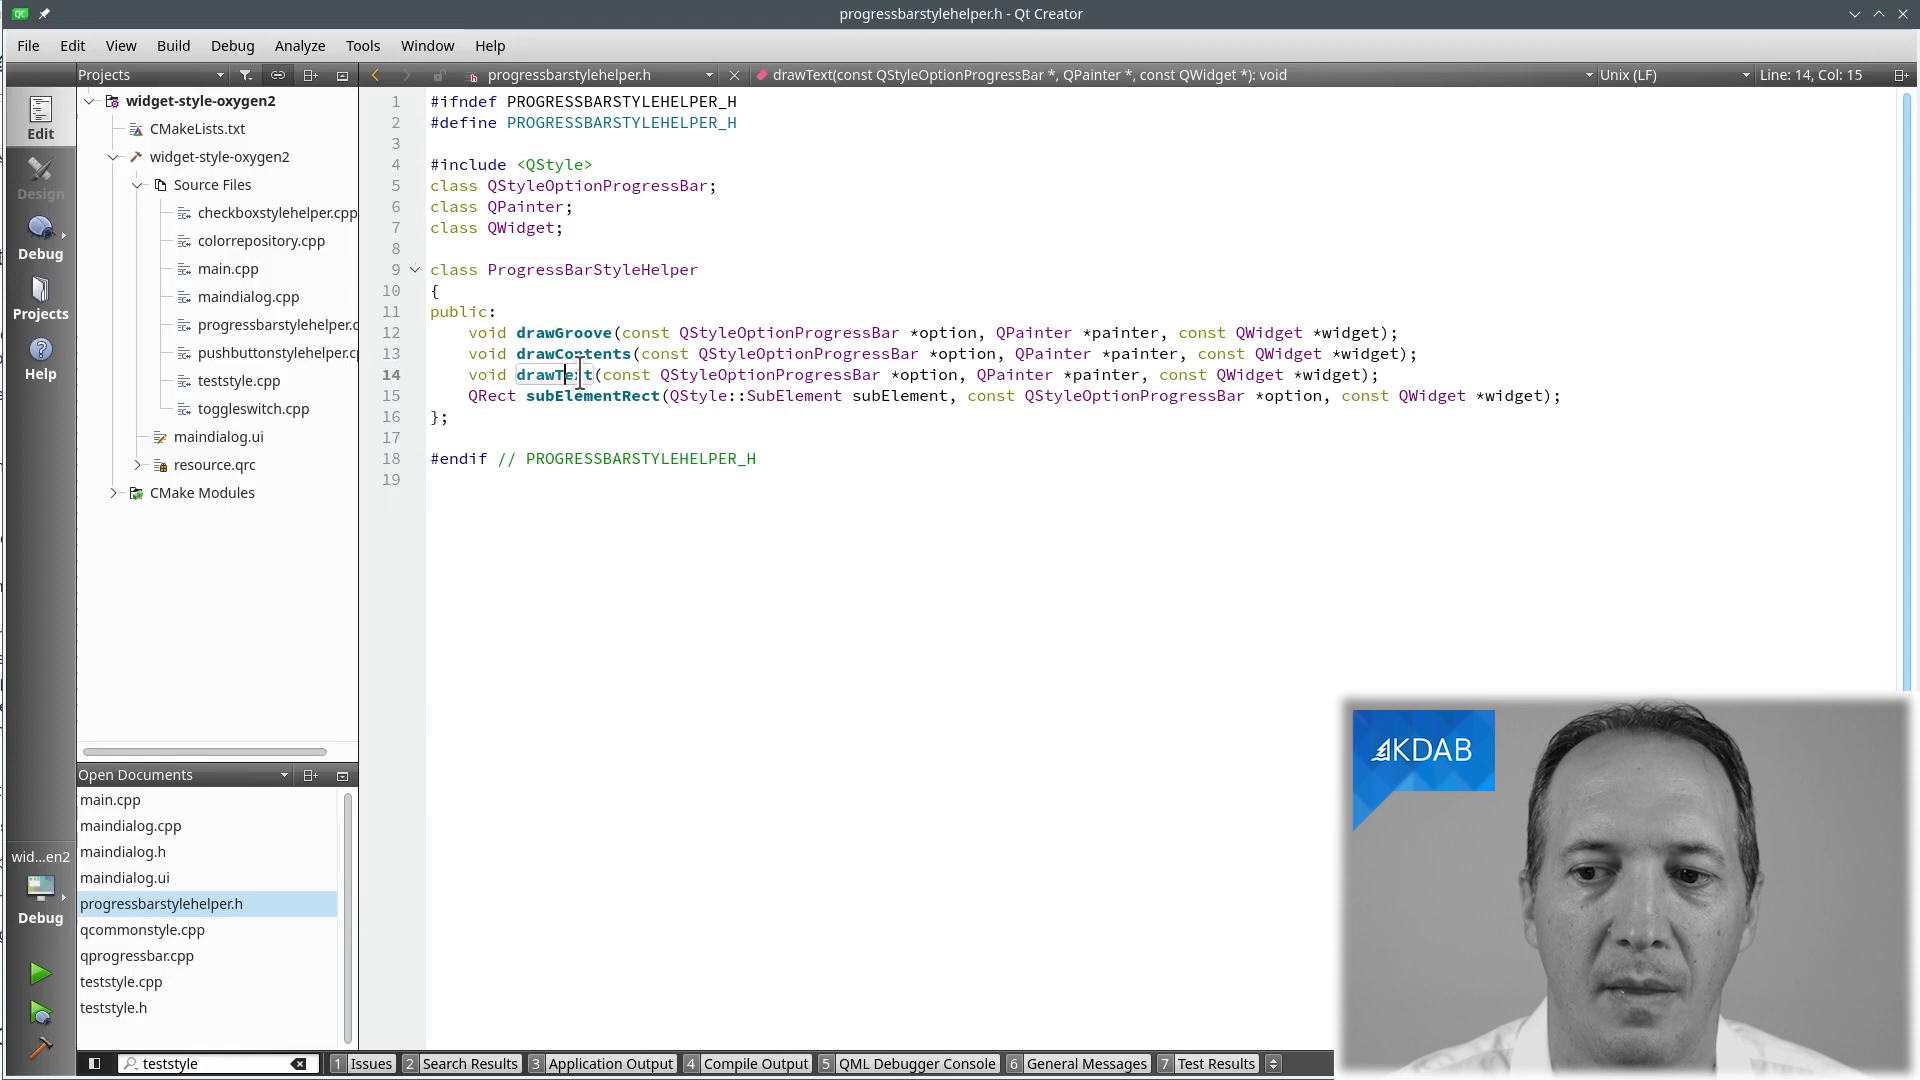 progressbarstylehelper.h - Qt Creator
File Edit View Build Debug Help Analyze Tools Window Help
Projects
progressbarstylehelper.h
drawText(const QStyleOptionProgressBar *, QPainter *, const QWidget *): void
Unix (LF)
Line: 14, Col: 15
Edit
Design
Debug
Projects
Help
wid...en2
Debug
widget-style-oxygen2
CMakeLists.txt
widget-style-oxygen2
Source Files
checkboxstylehelper.cpp
colorrepository.cpp
main.cpp
maindialog.cpp
progressbarstylehelper.c
pushbuttonstylehelper.cp
teststyle.cpp
toggleswitch.cpp
maindialog.ui
resource.qrc
CMake Modules
Open Documents
main.cpp
maindialog.cpp
maindialog.h
maindialog.ui
progressbarstylehelper.h
qcommonstyle.cpp
qprogressbar.cpp
teststyle.cpp
teststyle.h
1 #ifndef PROGRESSBARSTYLEHELPER_H
2 #define PROGRESSBARSTYLEHELPER_H
3
4 #include <QStyle>
5 class QStyleOptionProgressBar;
6 class QPainter;
7 class QWidget;
8
9 class ProgressBarStyleHelper
10 {
11 public:
12 void drawGroove(const QStyleOptionProgressBar *option, QPainter *painter, const QWidget *widget);
13 void drawContents(const QStyleOptionProgressBar *option, QPainter *painter, const QWidget *widget);
14 void drawText(const QStyleOptionProgressBar *option, QPainter *painter, const QWidget *widget);
15 QRect subElementRect(QStyle::SubElement subElement, const QStyleOptionProgressBar *option, const QWidget *widget);
16 };
17
18 #endif // PROGRESSBARSTYLEHELPER_H
19
KDAB
teststyle
1 Issues 2 Search Results 3 Application Output 4 Compile Output 5 QML Debugger Console 6 General Messages 7 Test Results